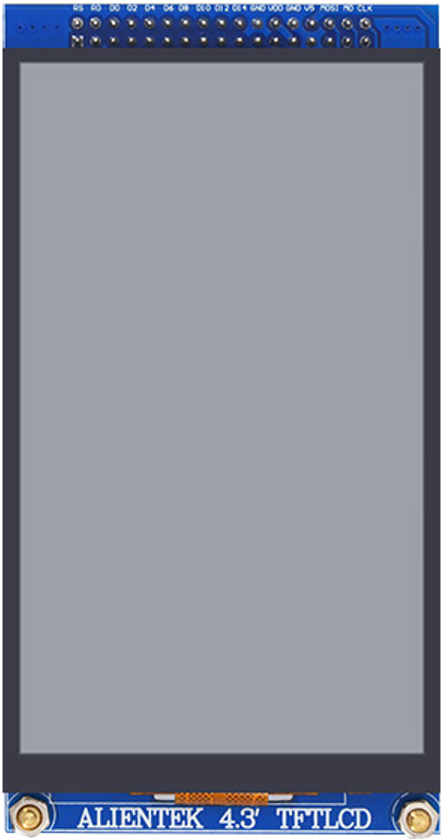 RS RD D0 D2 D4 D6 D8 D10 D12 D14 GND VDD GND V5 MOSI MO CLK
ALIENTEK 4.3' TFTLCD